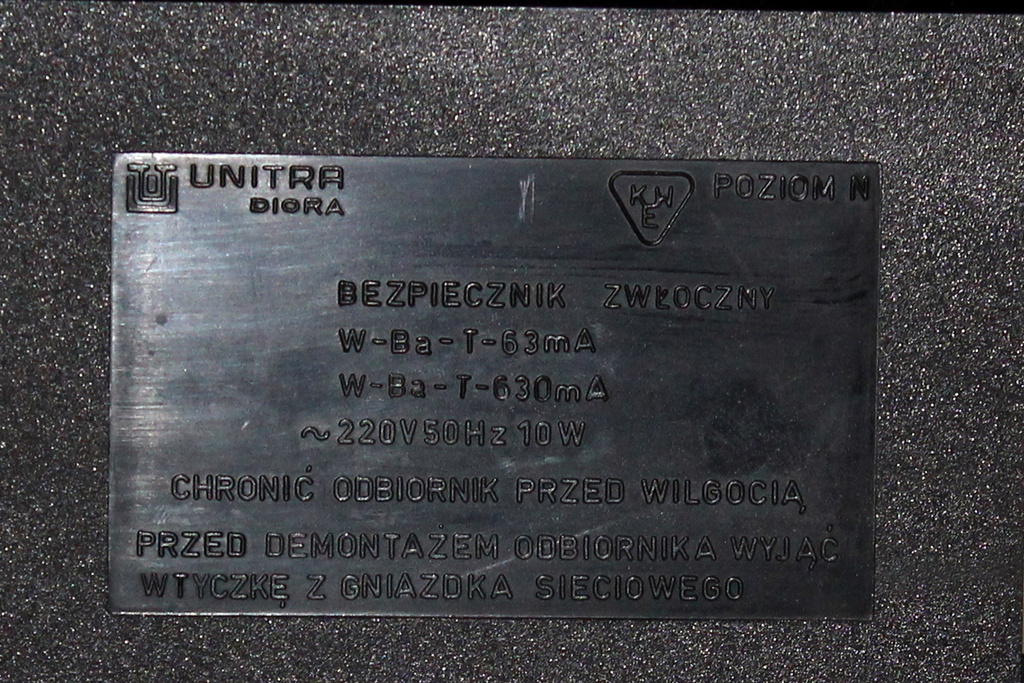 UNITRA
DIORA
KWE
POZIOM N
BEZPIECZNIK ZWŁOCZNY
W-Ba-T-63mA
W-Ba-T-630mA
~220V50Hz 10W
CHRONIĆ ODBIORNIK PRZED WILGOCIĄ
PRZED DEMONTAŻEM ODBIORNIKA WYJĄĆ
WTYCZKĘ Z GNIAZDKA SIECIOWEGO